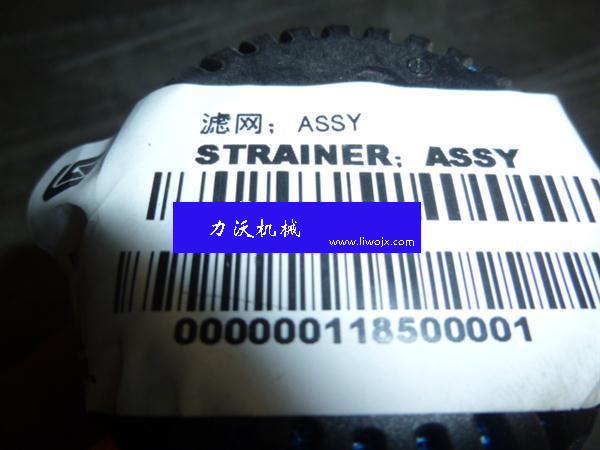 滤网；ASSY
STRAINER; ASSY
力沃机械
www.liwojx.com
000000118500001